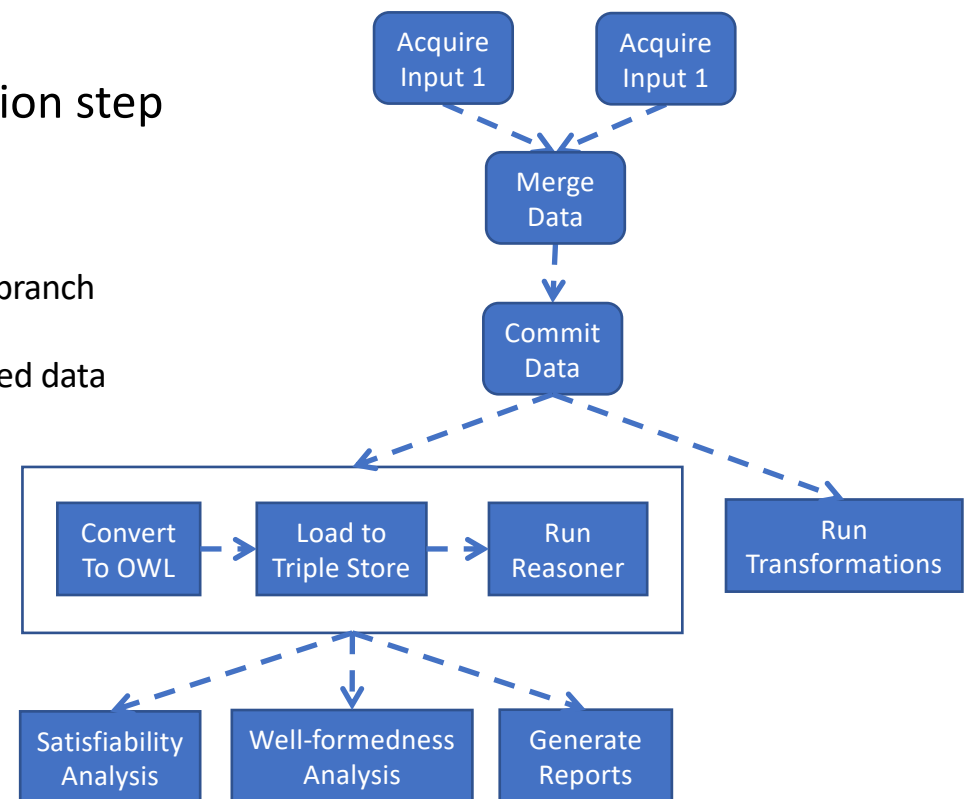 Acquire
Input 1
Acquire
Input 1
ion step
Merge
Data
branch
Commit
Data
ed data
Convert
To OWL
Load to
Triple Store
Run
Reasoner
Run
Transformations
Satisfiability
Analysis
Well-formedness
Analysis
Generate
Reports